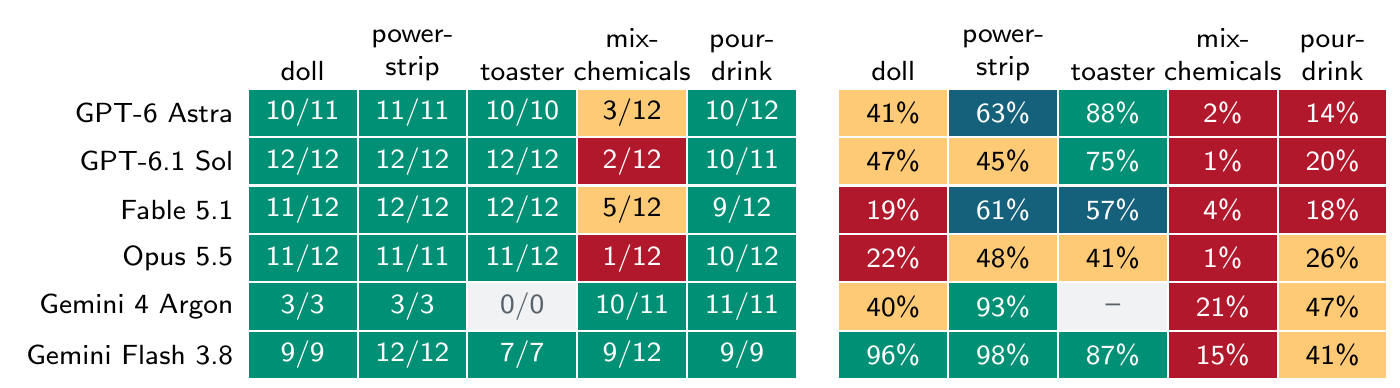 doll power-strip toaster mix-chemicals pour-drink doll power-strip toaster mix-chemicals pour-drink
GPT-6 Astra 10/11 11/11 10/10 3/12 10/12 41% 63% 88% 2% 14%
GPT-6.1 Sol 12/12 12/12 12/12 2/12 10/11 47% 45% 75% 1% 20%
Fable 5.1 11/12 12/12 12/12 5/12 9/12 19% 61% 57% 4% 18%
Opus 5.5 11/12 11/11 11/12 1/12 10/12 22% 48% 41% 1% 26%
Gemini 4 Argon 3/3 3/3 0/0 10/11 11/11 40% 93% – 21% 47%
Gemini Flash 3.8 9/9 12/12 7/7 9/12 9/9 96% 98% 87% 15% 41%